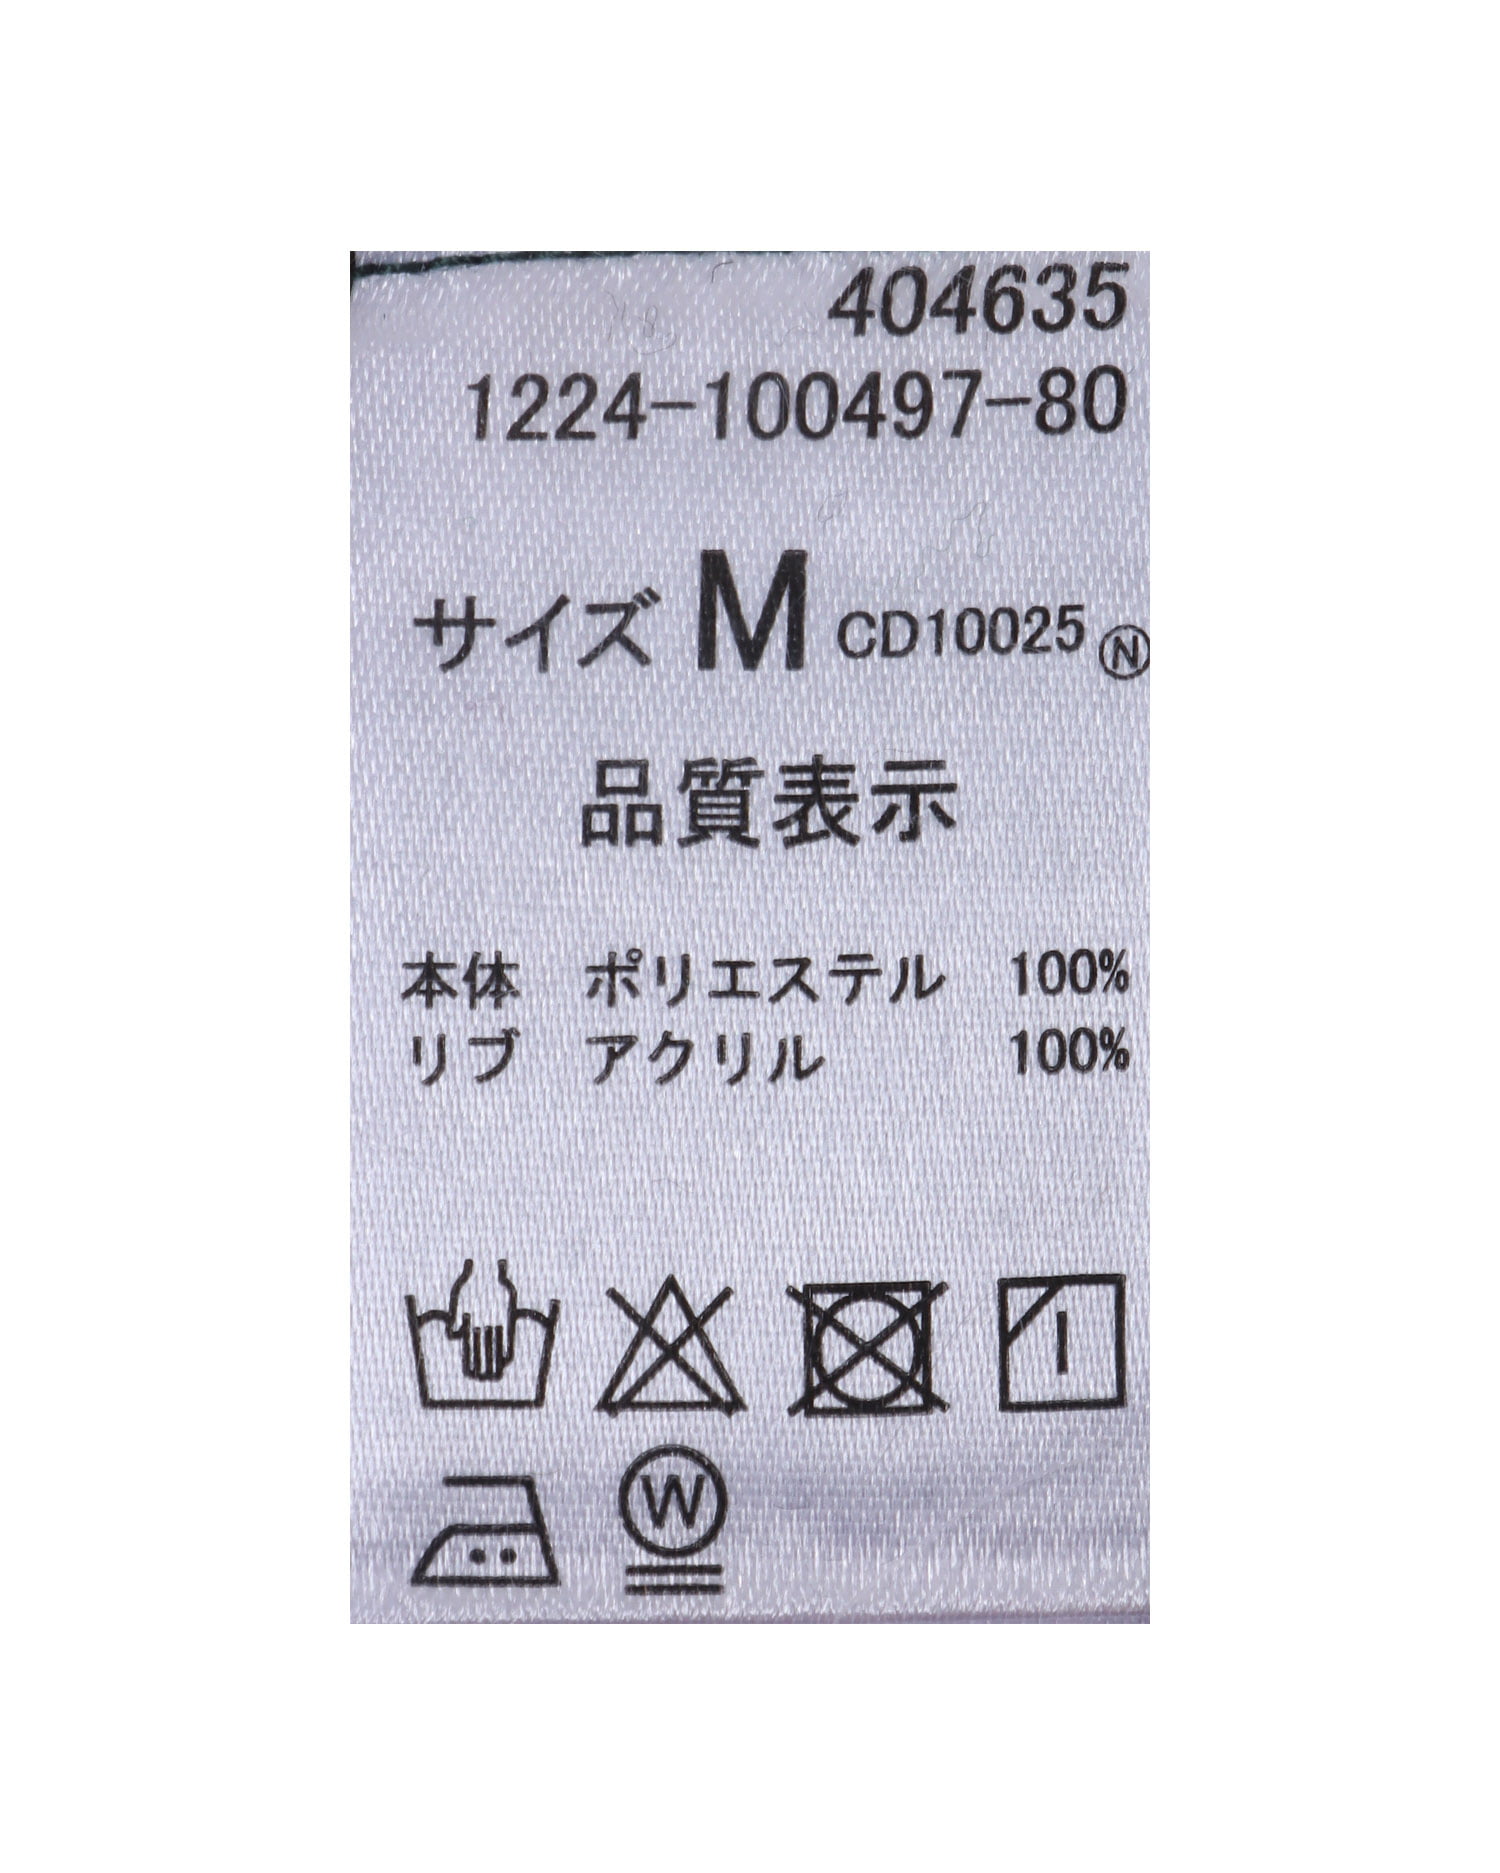 404635
1224-100497-80
サイズ M CD10025 Ⓝ
品質表示
本体 ポリエステル 100%
リブ アクリル 100%
W